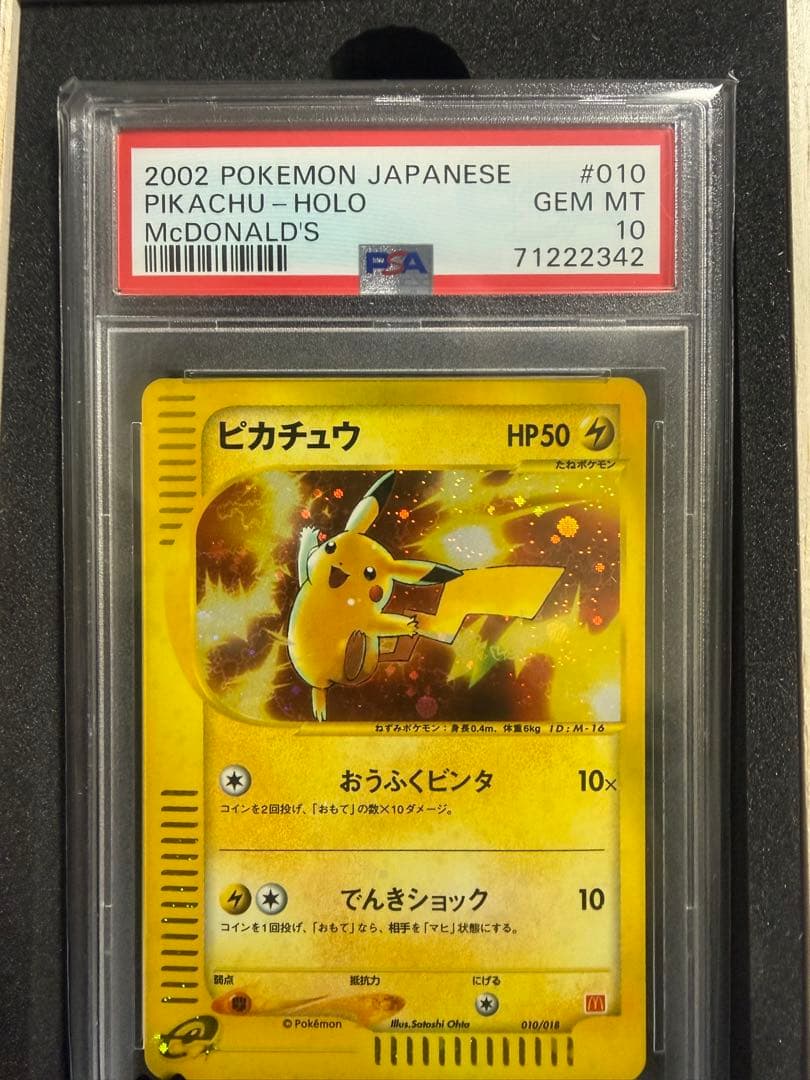 2002 POKEMON JAPANESE #010
PIKACHU – HOLO GEM MT
McDONALD'S 10
PSA 71222342
ピカチュウ HP50
たねポケモン
ねずみポケモン：身長0.4m、体重6kg ID:M-16
おうふくビンタ 10×
コインを2回投げ、「おもて」の数×10ダメージ。
でんきショック 10
コインを1回投げ、「おもて」なら、相手を「マヒ」状態にする。
弱点 抵抗力 にげる
©Pokémon Illus.Satoshi Ohta 010/018